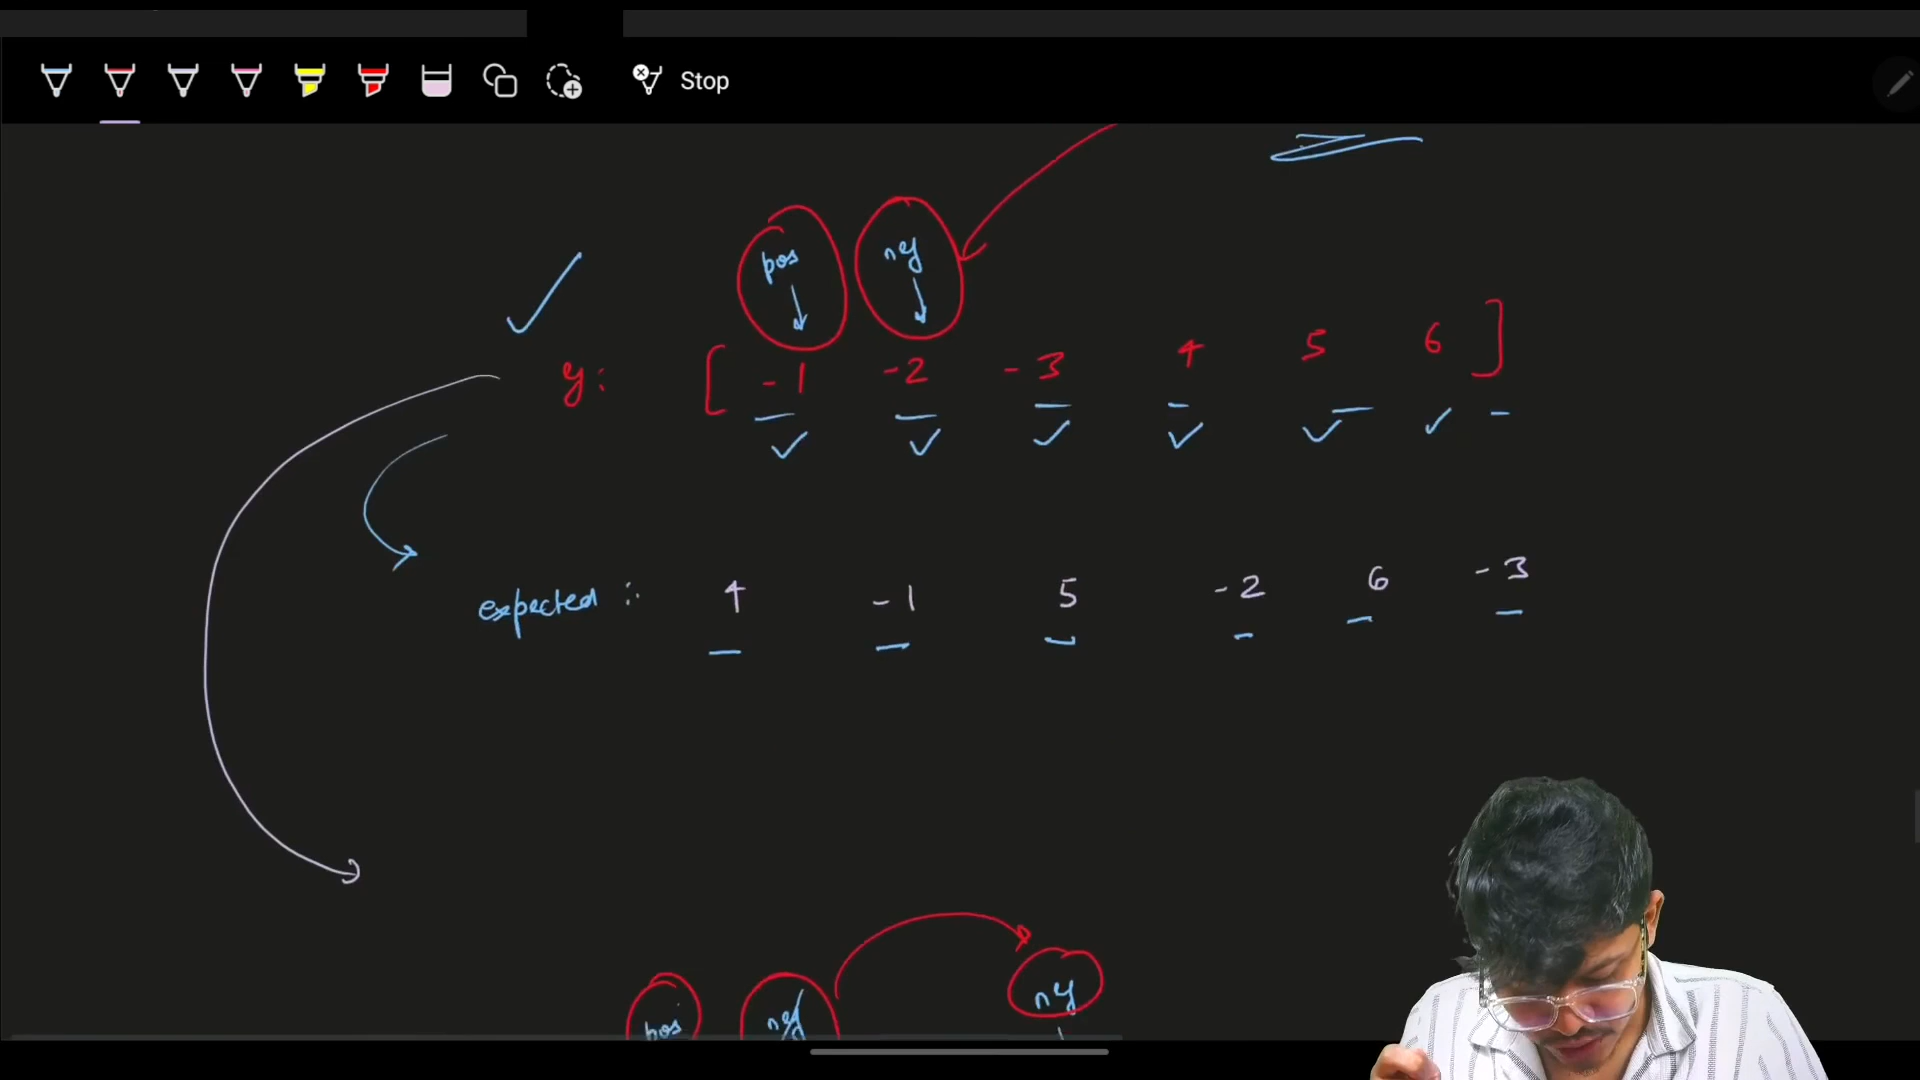 Stop
pos neg
y: [ -1 -2 -3 4 5 6 ]
expected : 4 -1 5 -2 6 -3
neg
pos neg